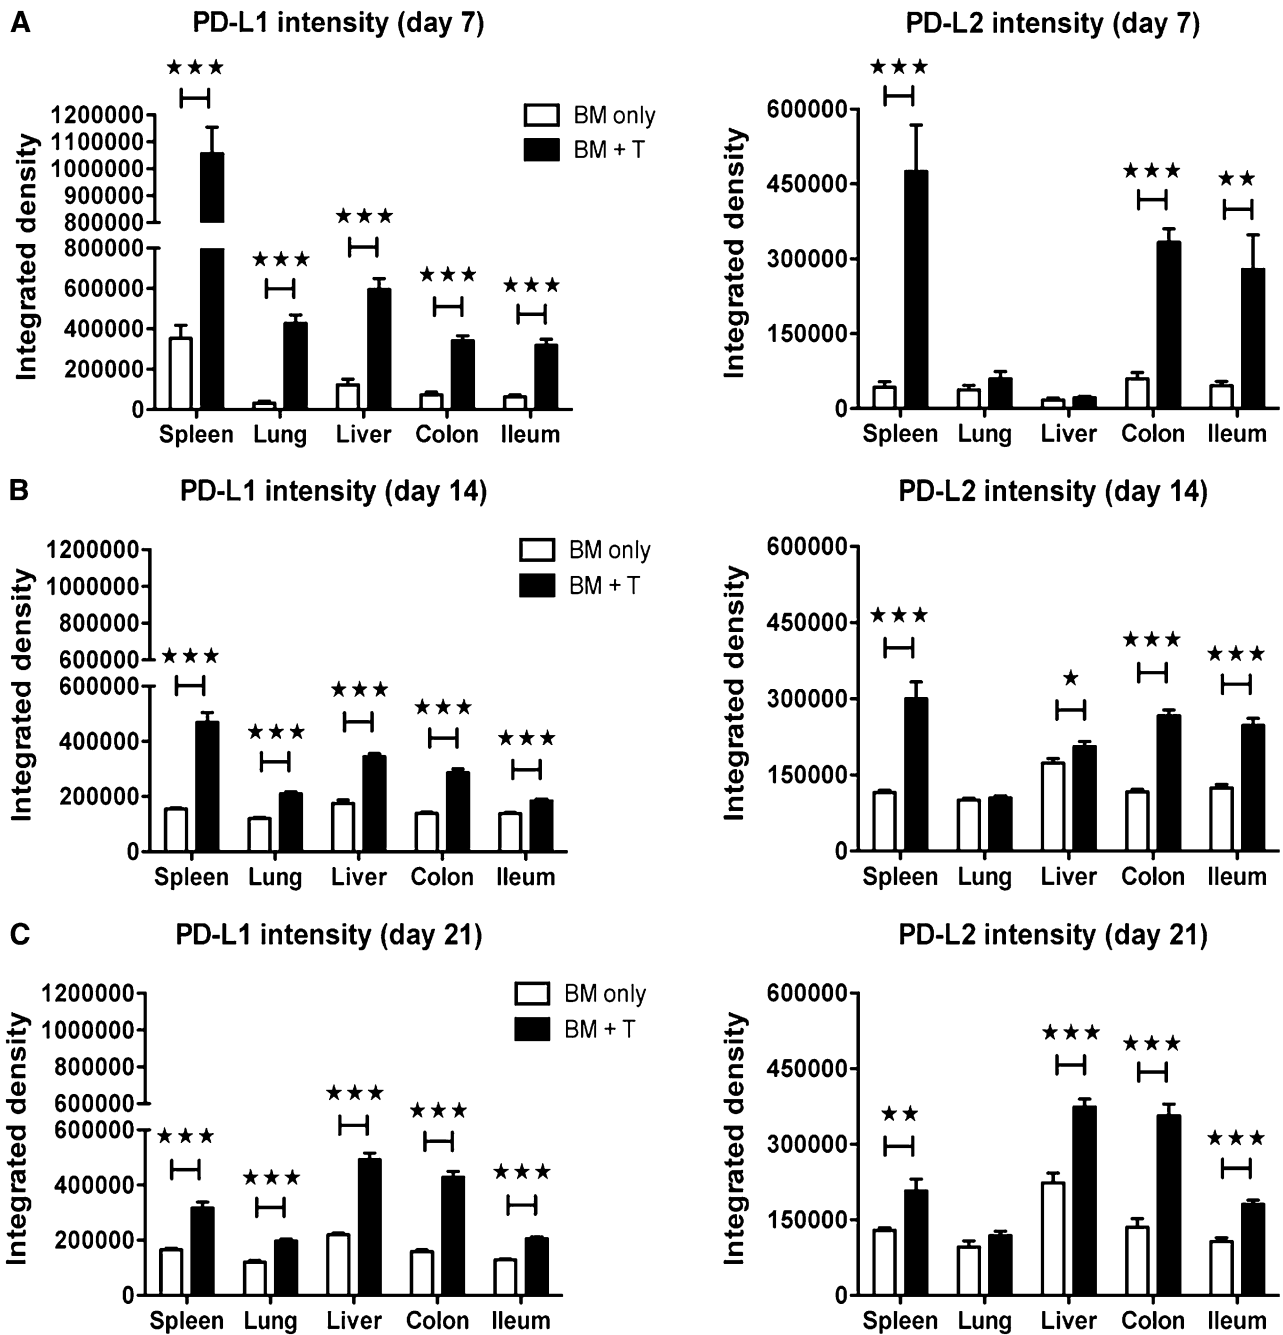 A
PD-L1 intensity (day 7)
PD-L2 intensity (day 7)
★★★
1200000
1100000
1000000
900000
800000
800000
600000
400000
200000
0
Integrated density
★★★
★★★
★★★
★★★
BM only
BM + T
Spleen Lung Liver Colon Ileum
★★★
600000
450000
300000
150000
0
Integrated density
★★★
★★
Spleen Lung Liver Colon Ileum
B
PD-L1 intensity (day 14)
PD-L2 intensity (day 14)
1200000
1000000
800000
600000
600000
400000
200000
0
Integrated density
★★★
★★★
★★★
★★★
★★★
BM only
BM + T
Spleen Lung Liver Colon Ileum
600000
450000
300000
150000
0
Integrated density
★★★
★
★★★
★★★
Spleen Lung Liver Colon Ileum
C
PD-L1 intensity (day 21)
PD-L2 intensity (day 21)
1200000
1000000
800000
600000
600000
400000
200000
0
Integrated density
★★★
★★★
★★★
★★★
★★★
BM only
BM + T
Spleen Lung Liver Colon Ileum
600000
450000
300000
150000
0
Integrated density
★★
★★★
★★★
★★★
Spleen Lung Liver Colon Ileum